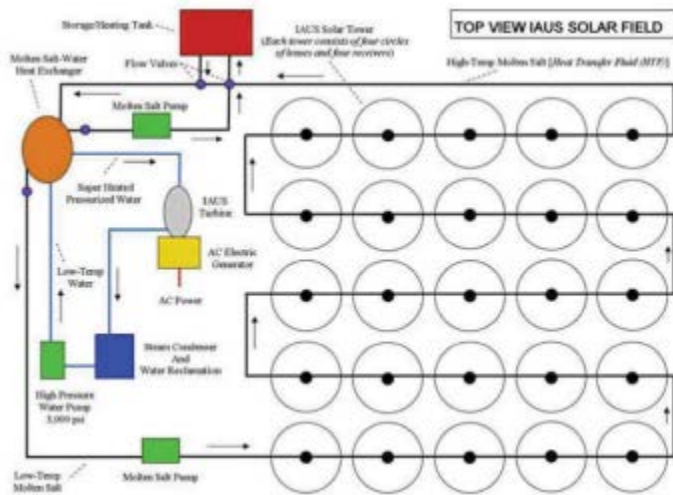 Storage/Heating Tank
TOP VIEW IAUS SOLAR FIELD
IAUS Solar Tower
(Each tower consists of four circles
of lenses and four receivers)
Molten Salt-Water
Heat Exchanger
Flow Valves
High-Temp Molten Salt [Heat Transfer Fluid (HTF)]
Molten Salt Pump
Super Heated
Pressurized Water
IAUS
Turbine
AC Electric
Generator
Low-Temp
Water
AC Power
Steam Condenser
And
Water Reclamation
High Pressure
Water Pump
3,000 psi
Low-Temp
Molten Salt
Molten Salt Pump